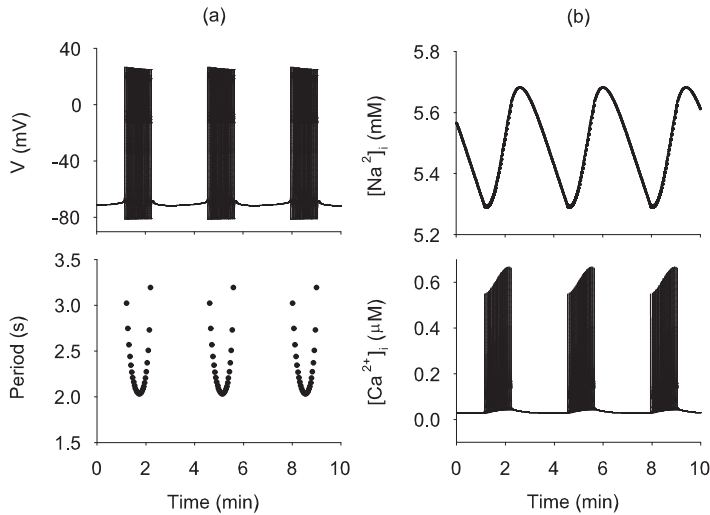 (a)
(b)
40
0
-40
-80
V (mV)
5.8
5.6
5.4
5.2
[Na²]ᵢ (mM)
3.5
3.0
2.5
2.0
1.5
Period (s)
0 2 4 6 8 10
Time (min)
0.6
0.4
0.2
0.0
[Ca²⁺]ᵢ (μM)
0 2 4 6 8 10
Time (min)